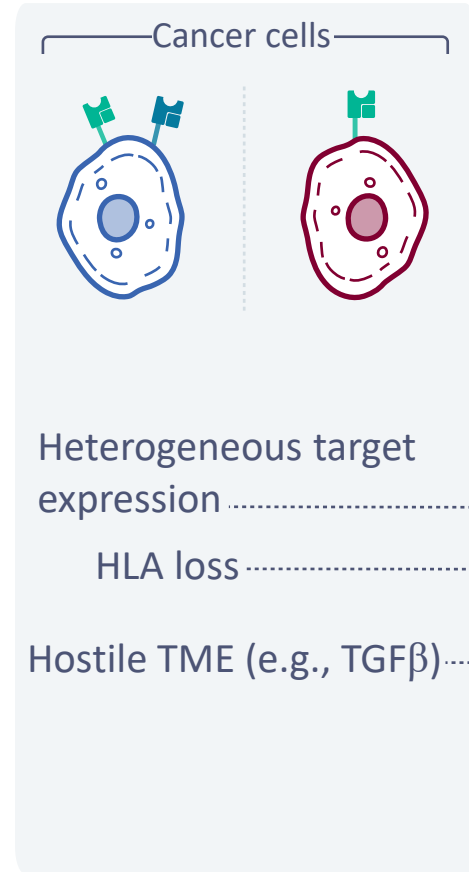 Cancer cells
Heterogeneous target
expression
HLA loss
Hostile TME (e.g., TGFβ)